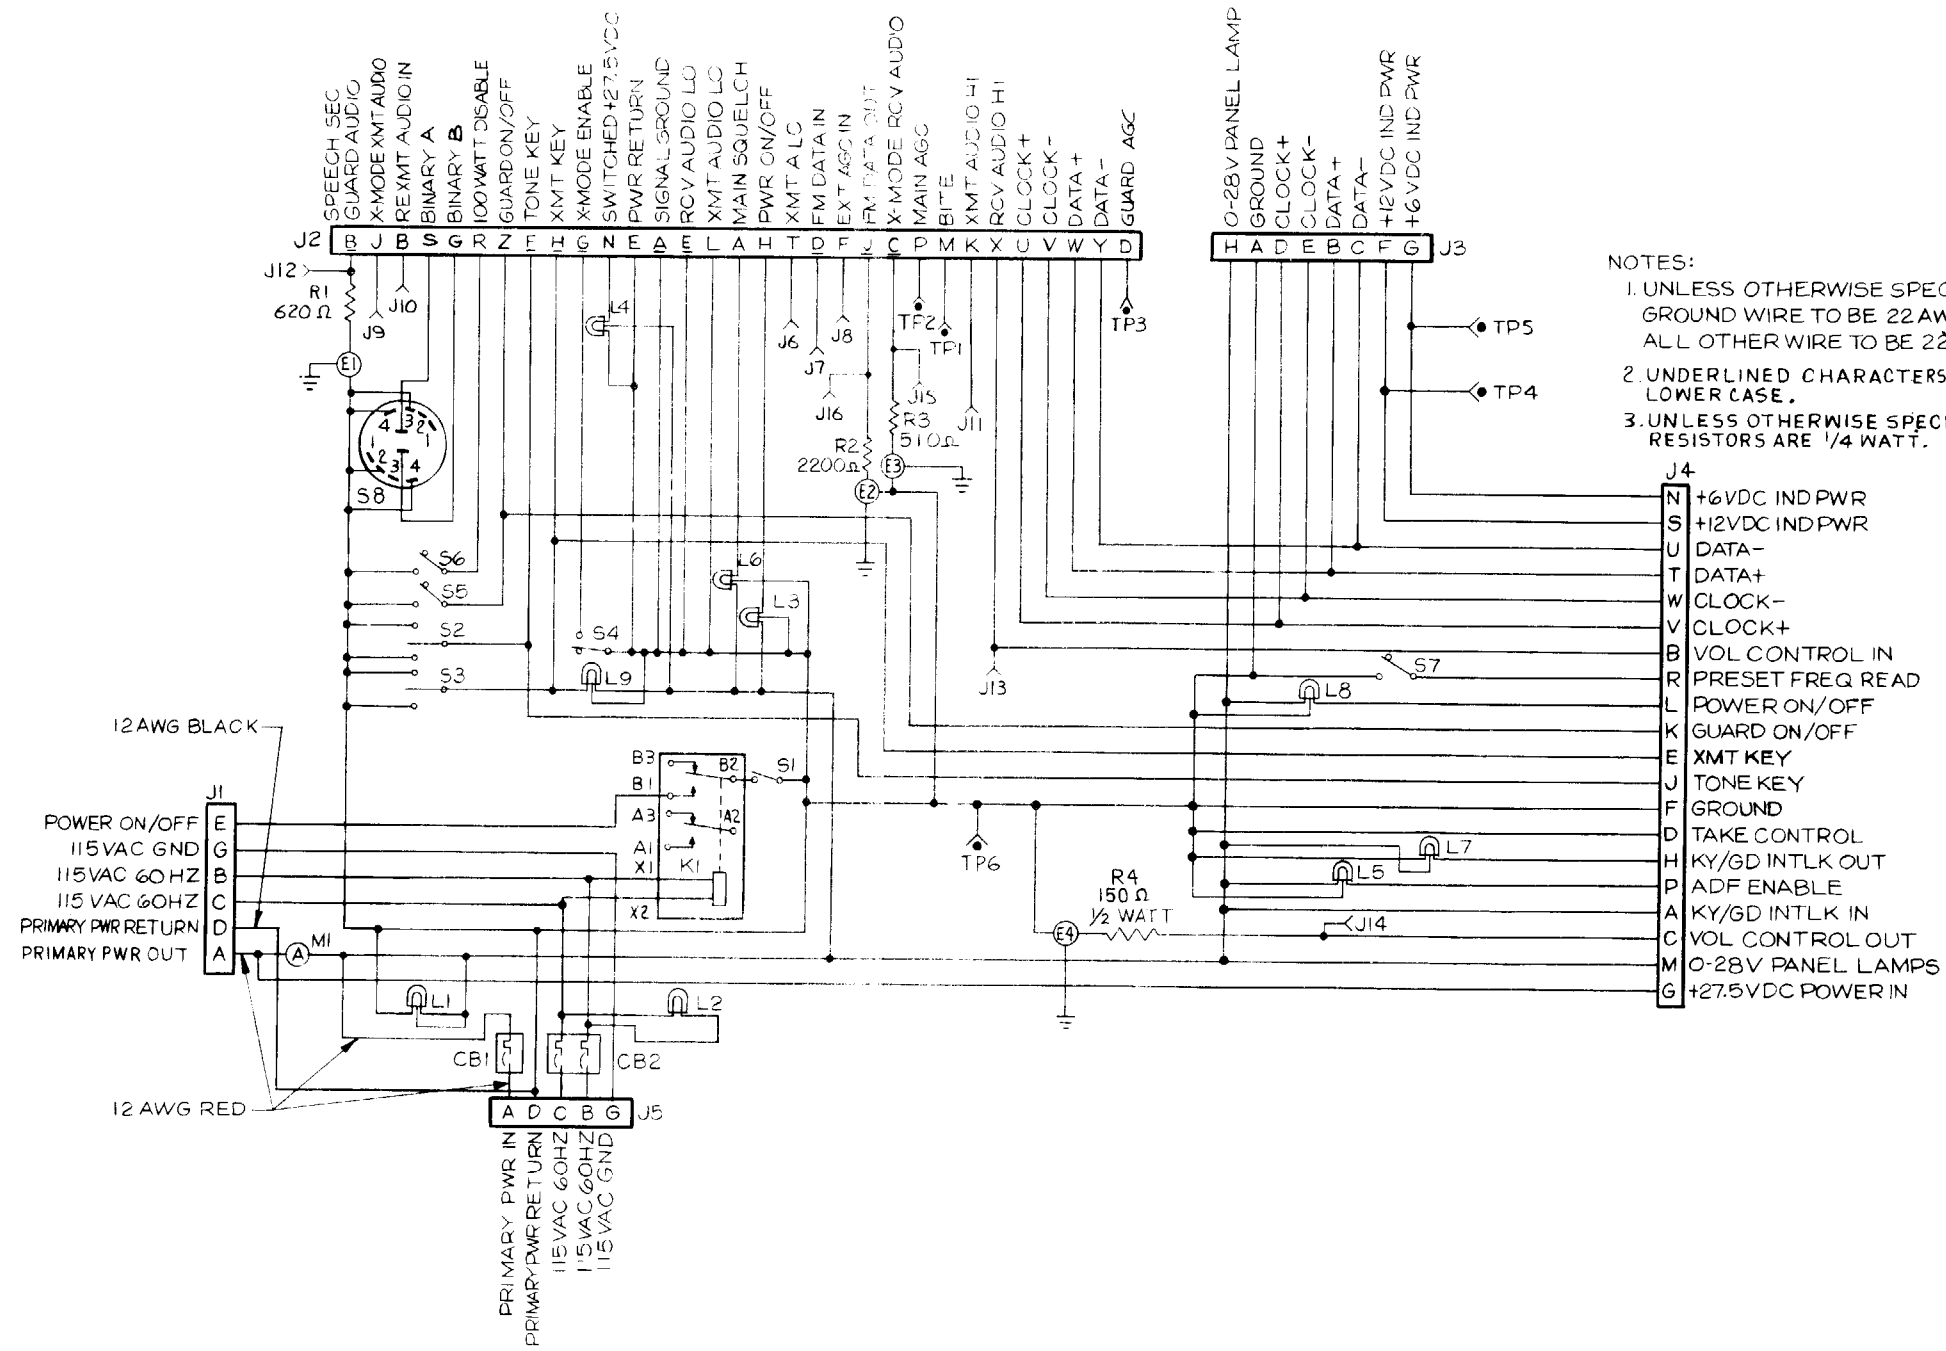 SPEECH SEC
GUARD AUDIO
X-MODE XMT AUDIO
REXMT AUDIO IN
BINARY A
BINARY B
100 WATT DISABLE
GUARD ON/OFF
TONE KEY
XMT KEY
X-MODE ENABLE
SWITCHED +27.5VDC
PWR RETURN
SIGNAL GROUND
RCV AUDIO LO
XMT AUDIO LO
MAIN SQUELCH
PWR ON/OFF
XMT ALC
FM DATA IN
EXT AGC IN
FM DATA OUT
X-MODE RCV AUDIO
MAIN AGC
BITE
XMT AUDIO HI
RCV AUDIO HI
CLOCK+
CLOCK-
DATA+
DATA-
GUARD AGC
J2 B J B S G R Z F H G N E A E L A H T D F J C P M K X U V W Y D
0-28V PANEL LAMP
GROUND
CLOCK+
CLOCK-
DATA+
DATA-
+12VDC IND PWR
+6VDC IND PWR
H A D E B C F G J3
NOTES:
1. UNLESS OTHERWISE SPEC
GROUND WIRE TO BE 22 AW
ALL OTHER WIRE TO BE 22
2. UNDERLINED CHARACTERS
LOWER CASE.
3. UNLESS OTHERWISE SPEC
RESISTORS ARE 1/4 WATT.
J12
R1
620Ω
J9
J10
E1
4 3 2 1
1 2 3 4
S8
L4
J6
J7
J8
J16
TP2
TP1
J15
R3
510Ω
J11
R2
2200Ω
E3
E2
TP3
TP5
TP4
S6
S5
S2
S3
S4
L9
L6
L3
J13
S7
L8
L7
L5
J4
N +6VDC IND PWR
S +12VDC IND PWR
U DATA-
T DATA+
W CLOCK-
V CLOCK+
B VOL CONTROL IN
R PRESET FREQ READ
L POWER ON/OFF
K GUARD ON/OFF
E XMT KEY
J TONE KEY
F GROUND
D TAKE CONTROL
H KY/GD INTLK OUT
P ADF ENABLE
A KY/GD INTLK IN
C VOL CONTROL OUT
M 0-28V PANEL LAMPS
G +27.5VDC POWER IN
12 AWG BLACK
J1
POWER ON/OFF E
115VAC GND G
115VAC 60HZ B
115VAC 60HZ C
PRIMARY PWR RETURN D
PRIMARY PWR OUT A
A M1
B3
B2
S1
B1
A3
A2
A1
X1
K1
X2
TP6
R4
150Ω
1/2 WATT
E4
J14
L1
L2
CB1
CB2
12 AWG RED
A D C B G J5
PRIMARY PWR IN
PRIMARY PWR RETURN
115VAC 60HZ
115VAC 60HZ
115VAC GND